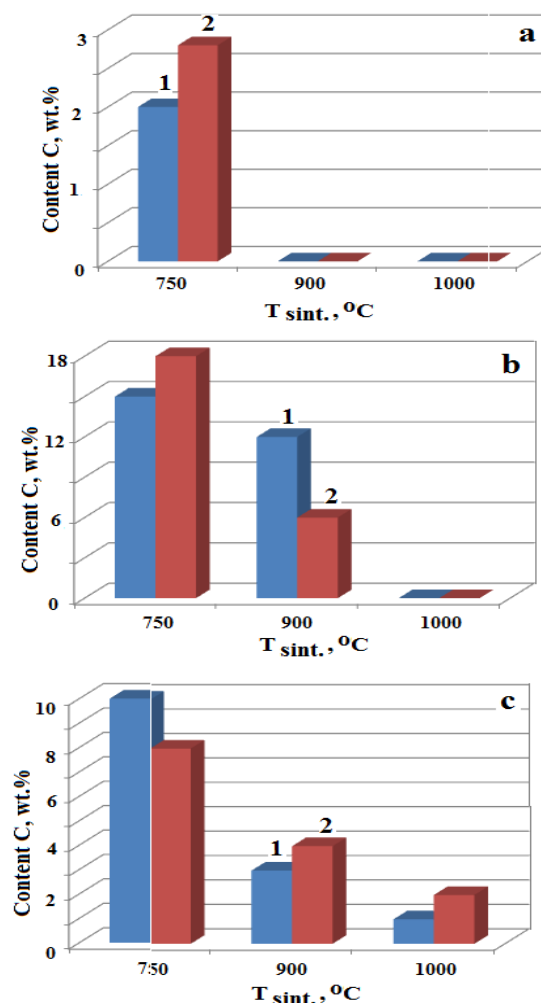 a
3
2
1
0
Content C, wt.%
1
2
750 900 1000
T sint. , °C
b
18
12
6
0
Content C, wt.%
1
2
750 900 1000
T sint. , °C
c
10
8
6
4
2
0
Content C, wt.%
1
2
750 900 1000
T sint. , °C